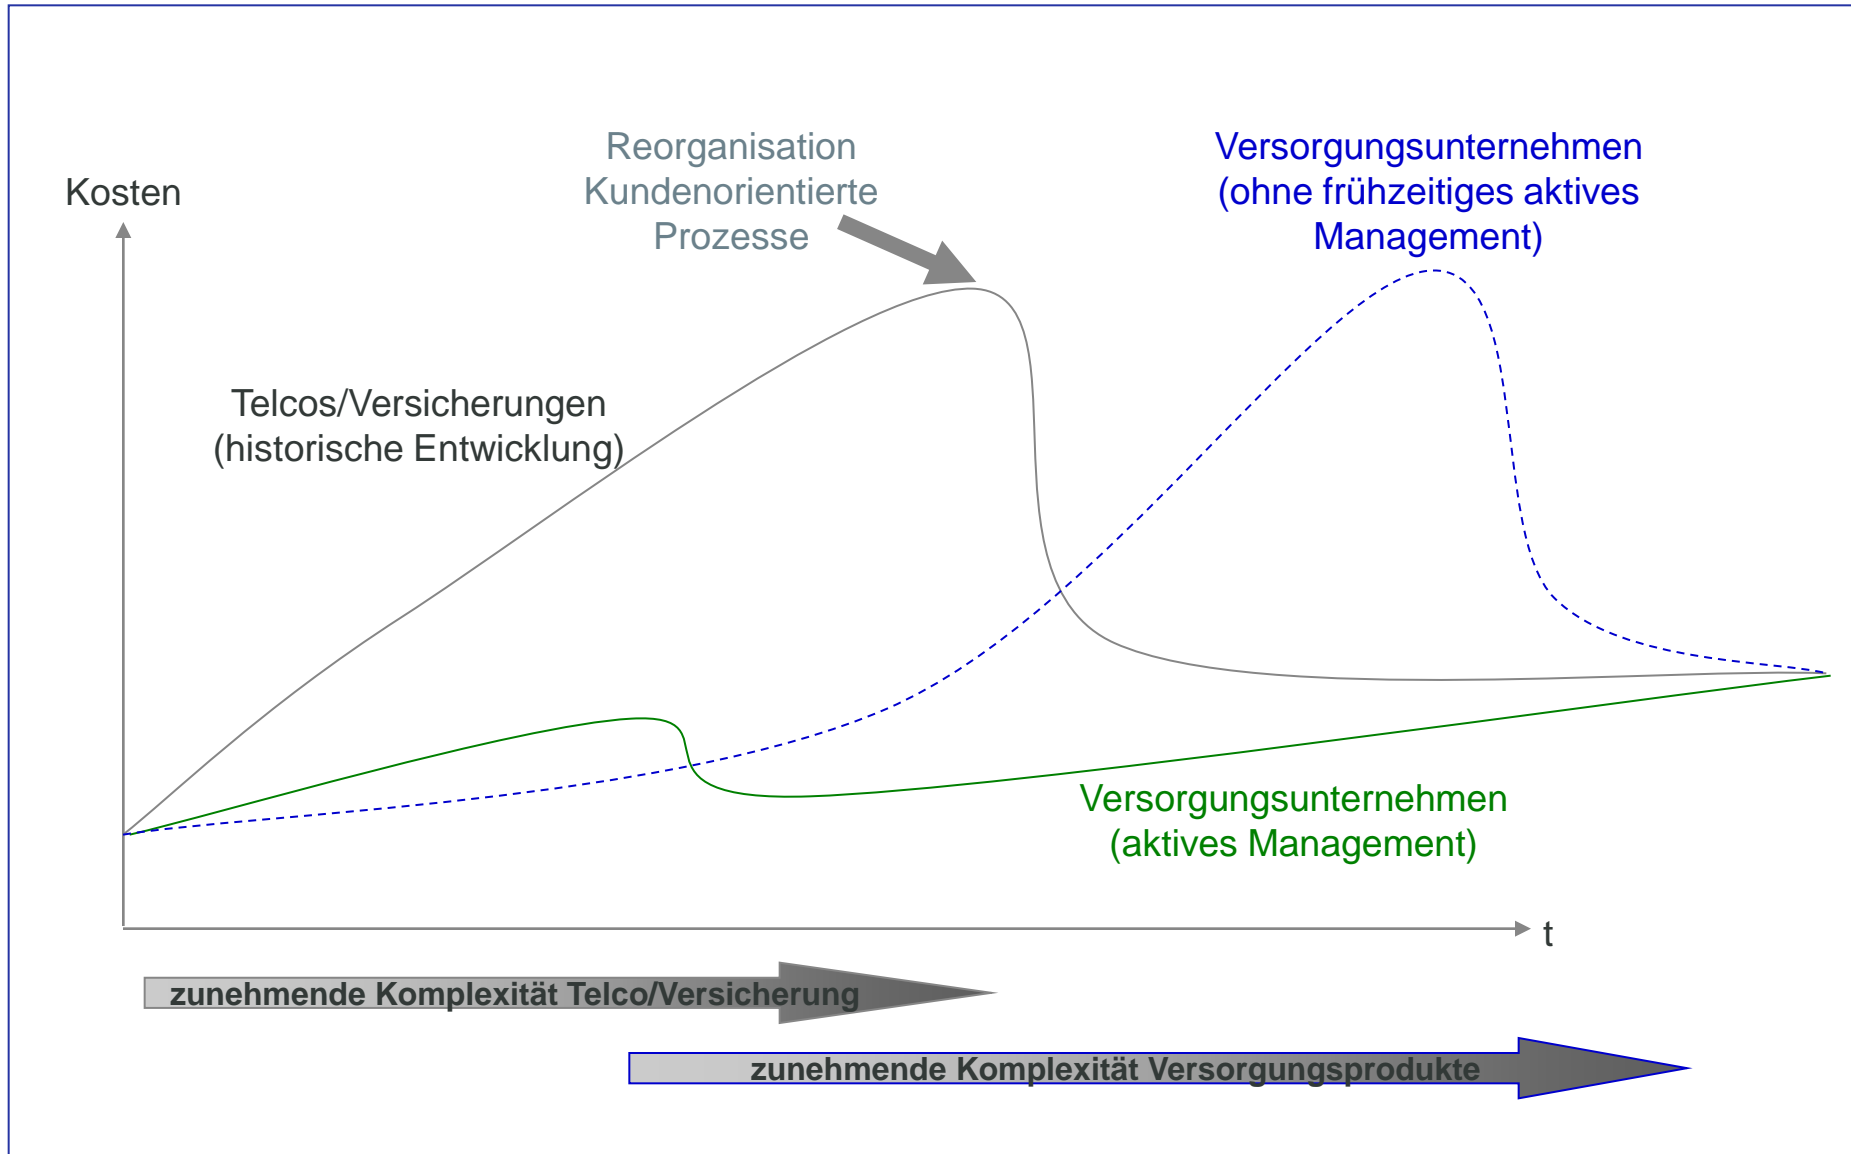 Reorganisation
Kundenorientierte
Prozesse
Versorgungsunternehmen
(ohne frühzeitiges aktives
Management)
Kosten
Telcos/Versicherungen
(historische Entwicklung)
Versorgungsunternehmen
(aktives Management)
t
zunehmende Komplexität Telco/Versicherung
zunehmende Komplexität Versorgungsprodukte